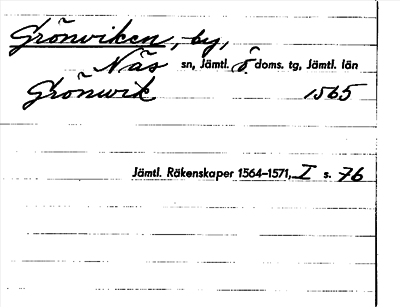 Grönviken, by,
Näs sn, Jämtl. Ö. doms. tg, Jämtl. län
Grönwik 1565
Jämtl. Räkenskaper 1564–1571, I s. 76